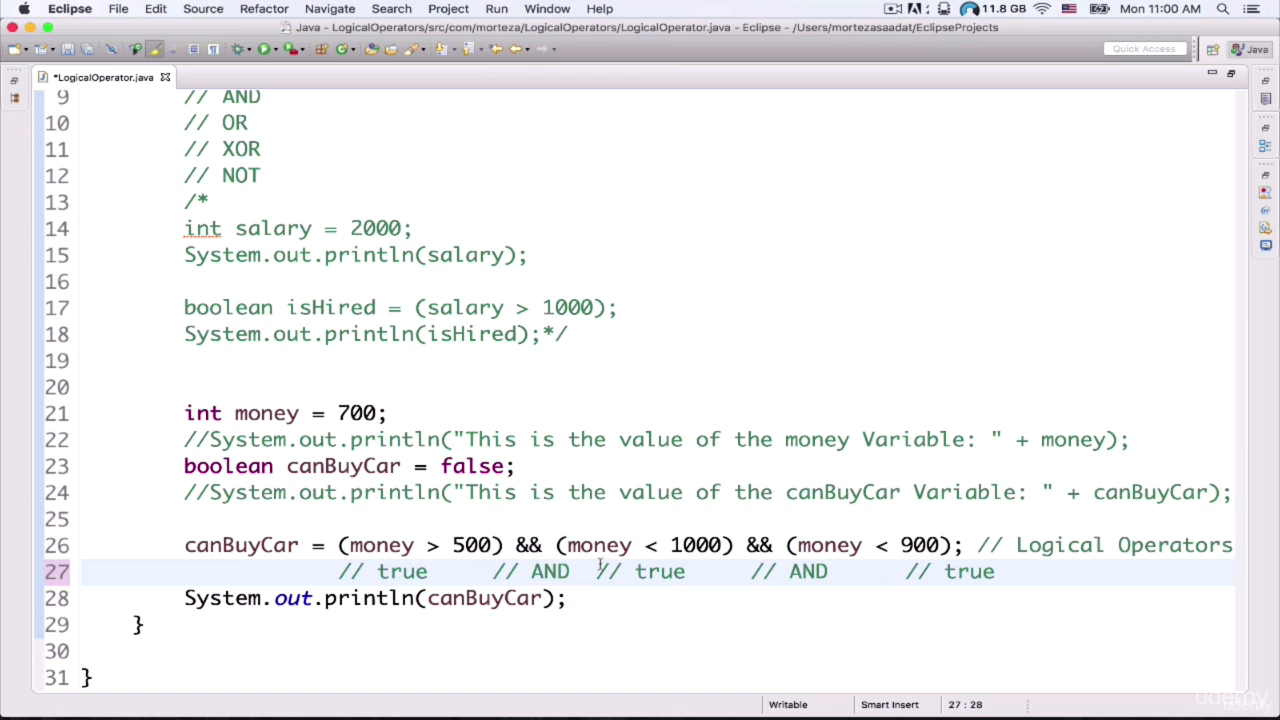 Eclipse File Edit Source Refactor Navigate Search Project Run Window Help 11.8 GB Mon 11:00 AM
Java - LogicalOperators/src/com/morteza/LogicalOperators/LogicalOperator.java - Eclipse - /Users/mortezasaadat/EclipseProjects
Quick Access Java
*LogicalOperator.java
9 // AND
10 // OR
11 // XOR
12 // NOT
13 /*
14 int salary = 2000;
15 System.out.println(salary);
16
17 boolean isHired = (salary > 1000);
18 System.out.println(isHired);*/
19
20
21 int money = 700;
22 //System.out.println("This is the value of the money Variable: " + money);
23 boolean canBuyCar = false;
24 //System.out.println("This is the value of the canBuyCar Variable: " + canBuyCar);
25
26 canBuyCar = (money > 500) && (money < 1000) && (money < 900); // Logical Operators
27 // true // AND // true // AND // true
28 System.out.println(canBuyCar);
29 }
30
31 }
Writable Smart Insert 27 : 28
udemy